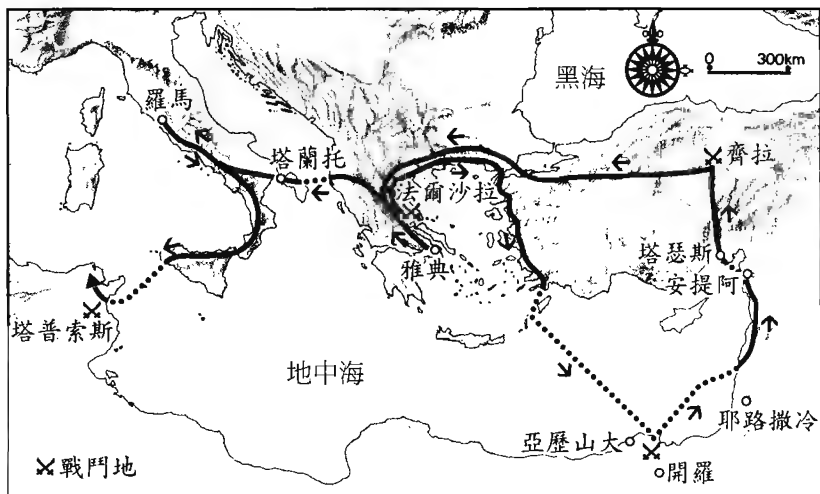 黑海
0 300km
羅馬
塔蘭托
齊拉
法爾沙拉
雅典
塔瑟斯
安提阿
塔普索斯
地中海
耶路撒冷
亞歷山大
開羅
戰鬥地